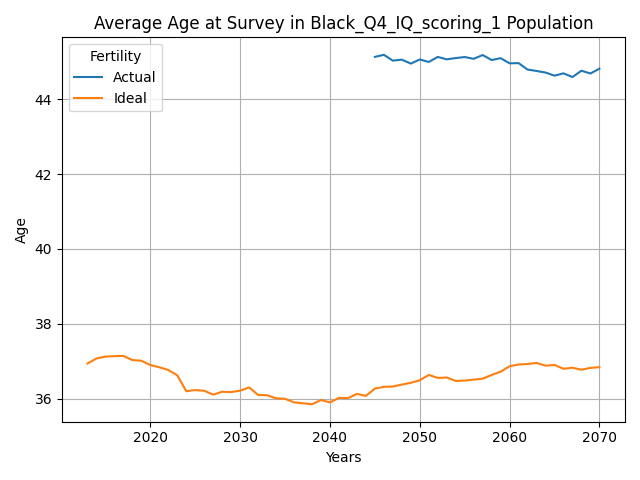 Average Age at Survey in Black_Q4_IQ_scoring_1 Population
Fertility
Actual
Ideal
Age
44
42
40
38
36
2020 2030 2040 2050 2060 2070
Years